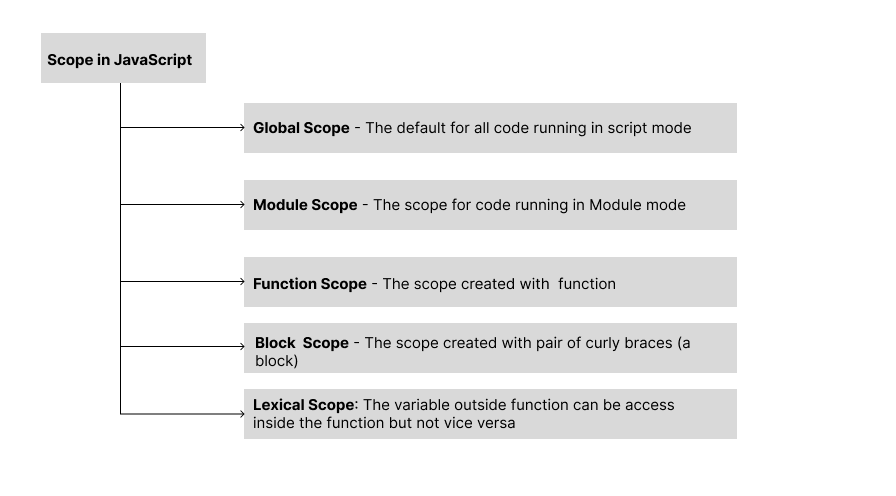 Scope in JavaScript
Global Scope - The default for all code running in script mode
Module Scope - The scope for code running in Module mode
Function Scope - The scope created with  function
Block  Scope - The scope created with pair of curly braces (a
block)
Lexical Scope: The variable outside function can be access
inside the function but not vice versa